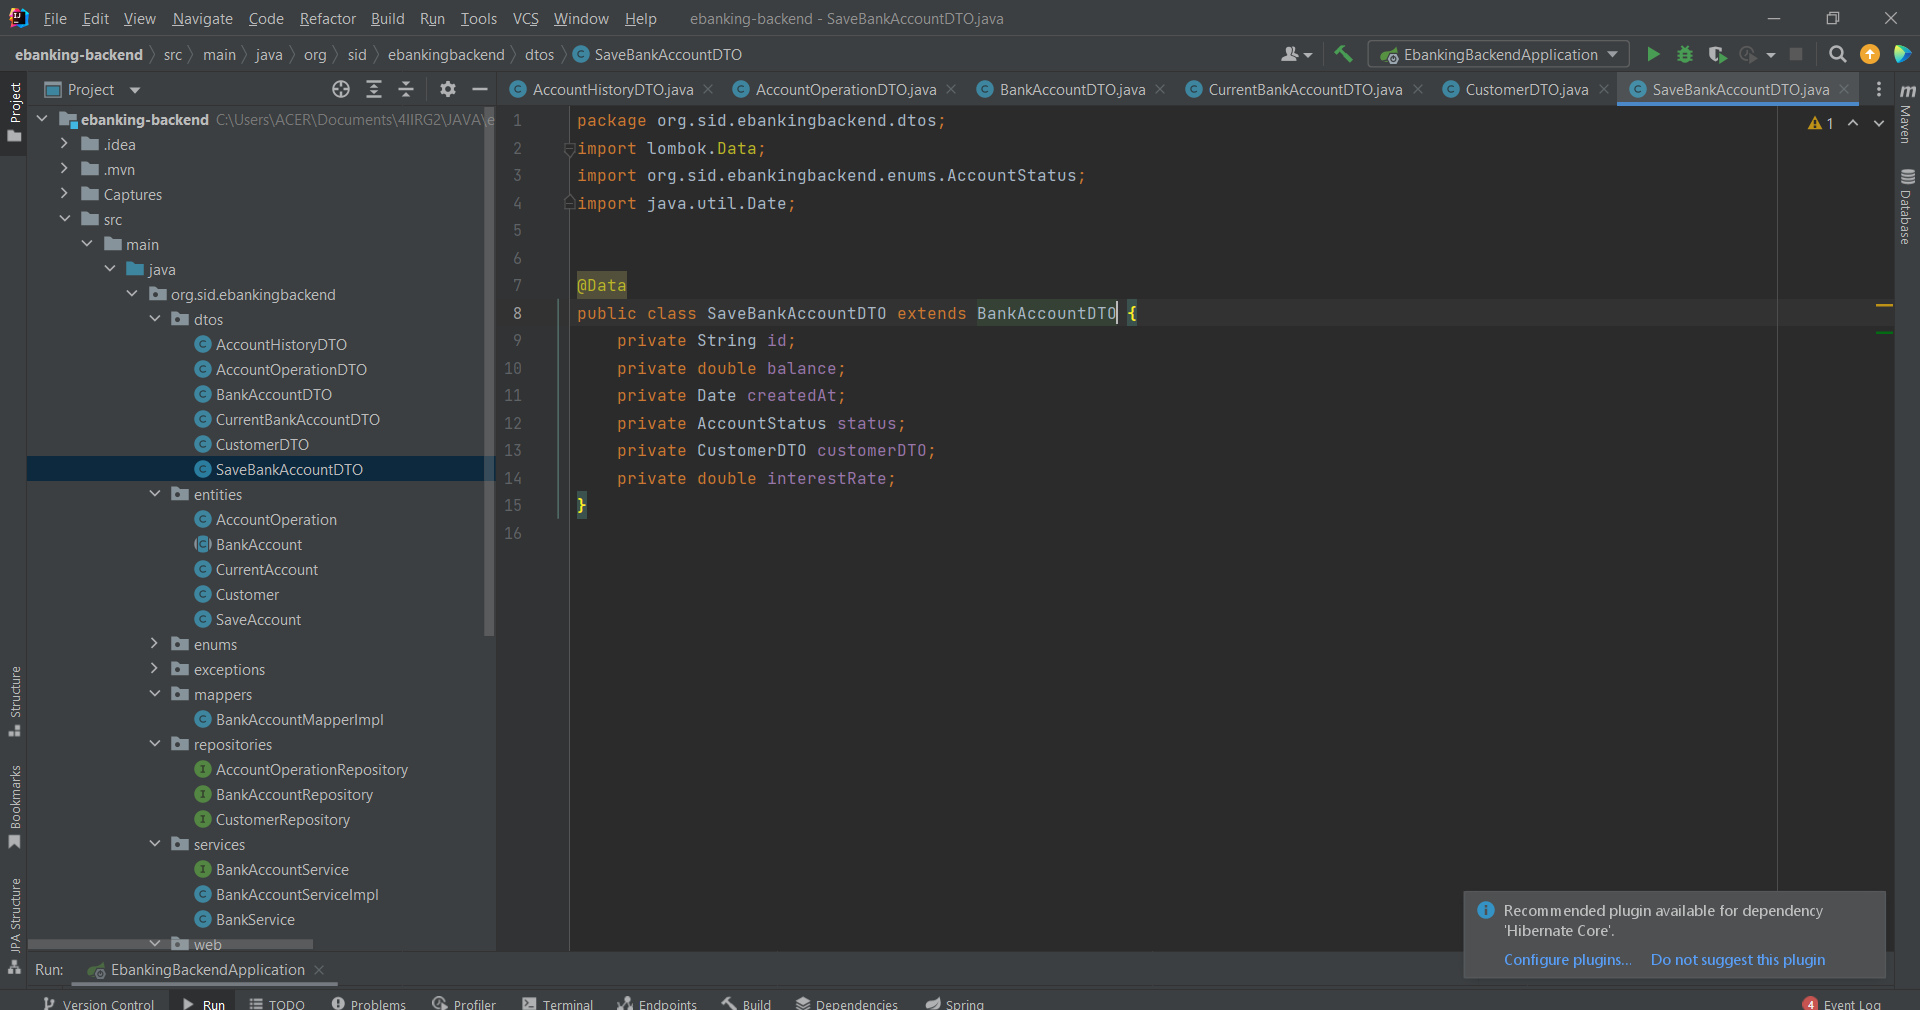 File Edit View Navigate Code Refactor Build Run Tools VCS Window Help ebanking-backend - SaveBankAccountDTO.java
ebanking-backend src main java org sid ebankingbackend dtos SaveBankAccountDTO EbankingBackendApplication
Project
AccountHistoryDTO.java AccountOperationDTO.java BankAccountDTO.java CurrentBankAccountDTO.java CustomerDTO.java SaveBankAccountDTO.java
Project
Structure
Bookmarks
JPA Structure
ebanking-backend C:\Users\ACER\Documents\4IIRG2\JAVA\e
.idea
.mvn
Captures
src
main
java
org.sid.ebankingbackend
dtos
AccountHistoryDTO
AccountOperationDTO
BankAccountDTO
CurrentBankAccountDTO
CustomerDTO
SaveBankAccountDTO
entities
AccountOperation
BankAccount
CurrentAccount
Customer
SaveAccount
enums
exceptions
mappers
BankAccountMapperImpl
repositories
AccountOperationRepository
BankAccountRepository
CustomerRepository
services
BankAccountService
BankAccountServiceImpl
BankService
web
1 package org.sid.ebankingbackend.dtos;
2 import lombok.Data;
3 import org.sid.ebankingbackend.enums.AccountStatus;
4 import java.util.Date;
5
6
7 @Data
8 public class SaveBankAccountDTO extends BankAccountDTO {
9 private String id;
10 private double balance;
11 private Date createdAt;
12 private AccountStatus status;
13 private CustomerDTO customerDTO;
14 private double interestRate;
15 }
16
1
Maven
Database
Recommended plugin available for dependency
'Hibernate Core'.
Configure plugins... Do not suggest this plugin
Run: EbankingBackendApplication
Version Control Run TODO Problems Profiler Terminal Endpoints Build Dependencies Spring 4 Event Log